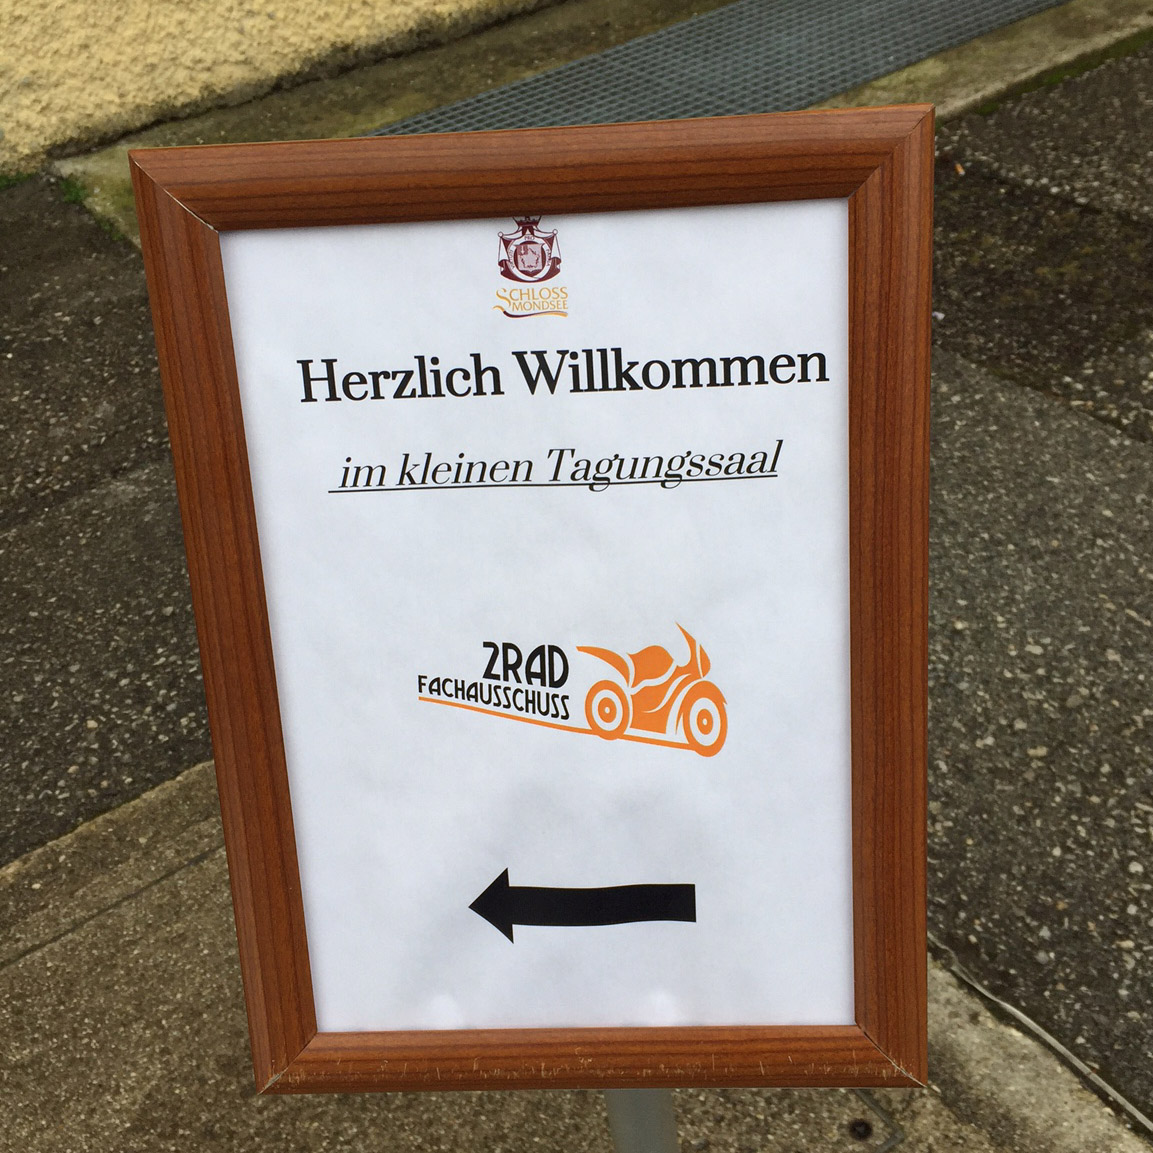 SCHLOSS
MONDSEE
Herzlich Willkommen
im kleinen Tagungssaal
2RAD
FACHAUSSCHUSS